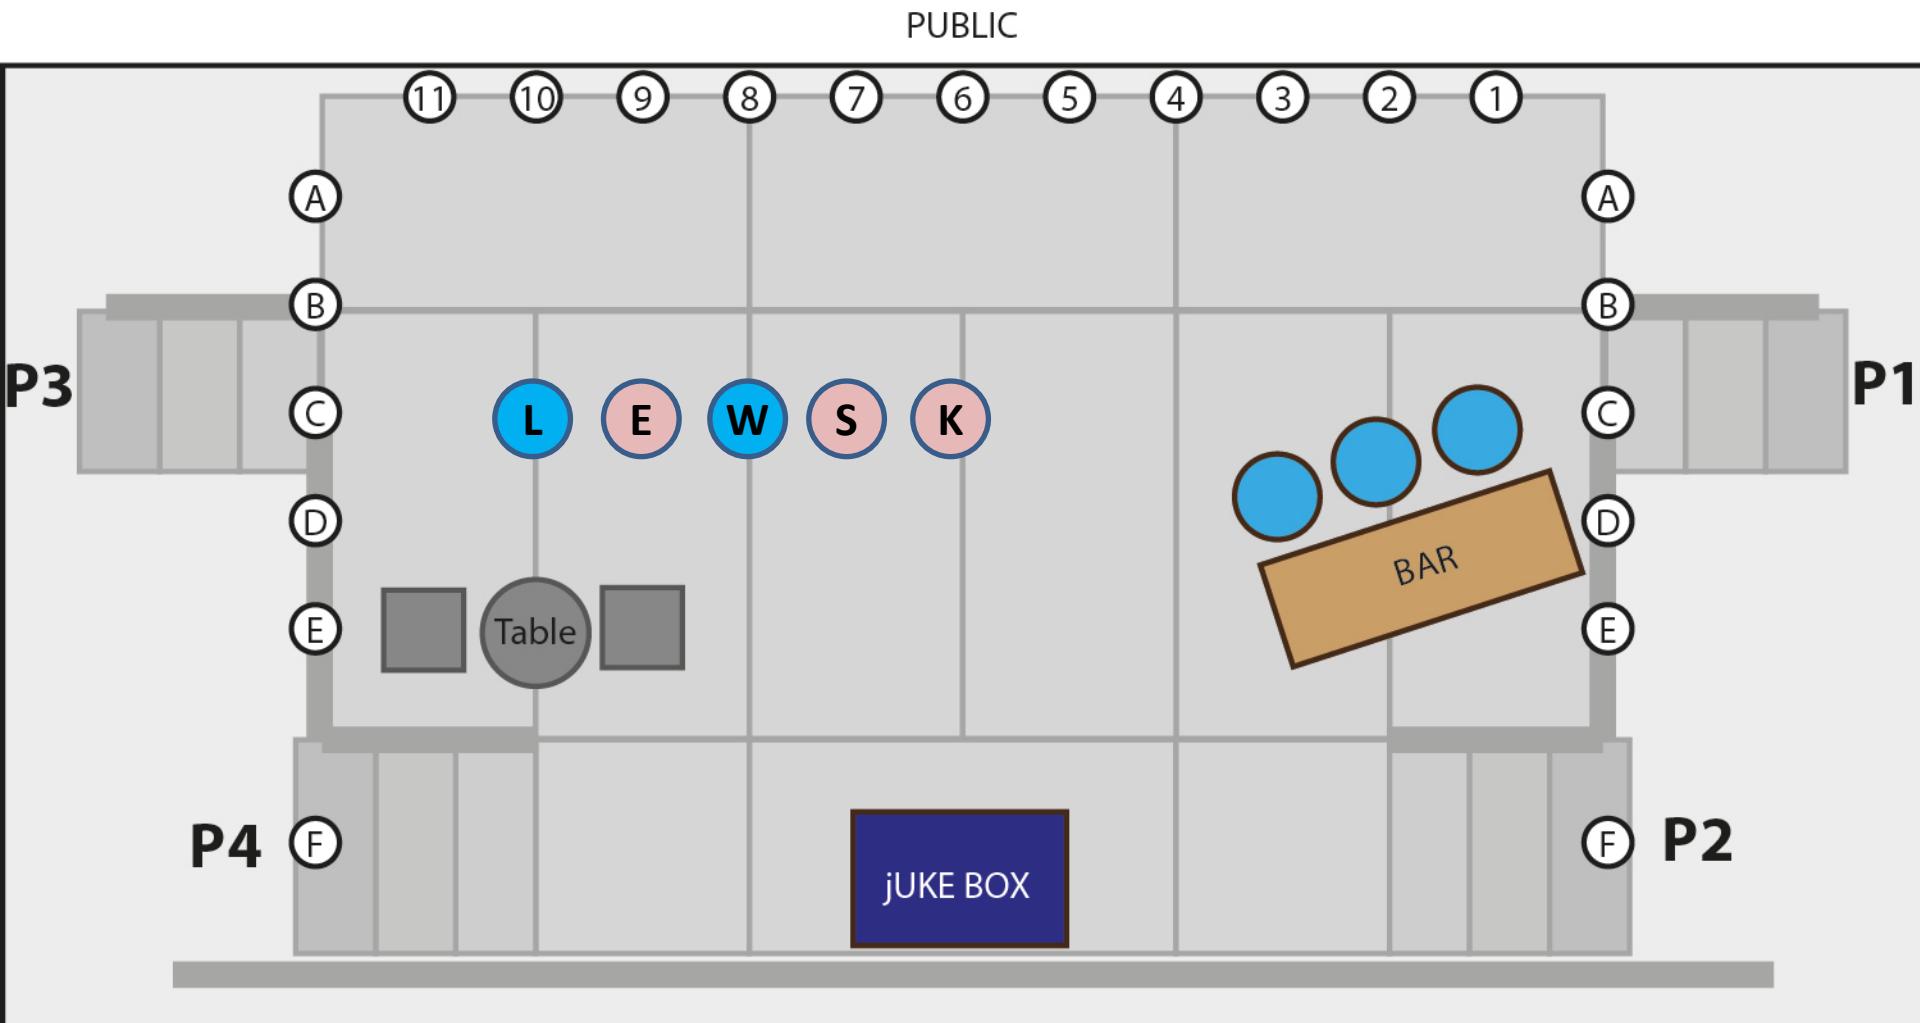 PUBLIC
11 10 9 8 7 6 5 4 3 2 1
A A
B B
P3 P1
C L E W S K C
D D
BAR
E Table E
P4 F F P2
jUKE BOX